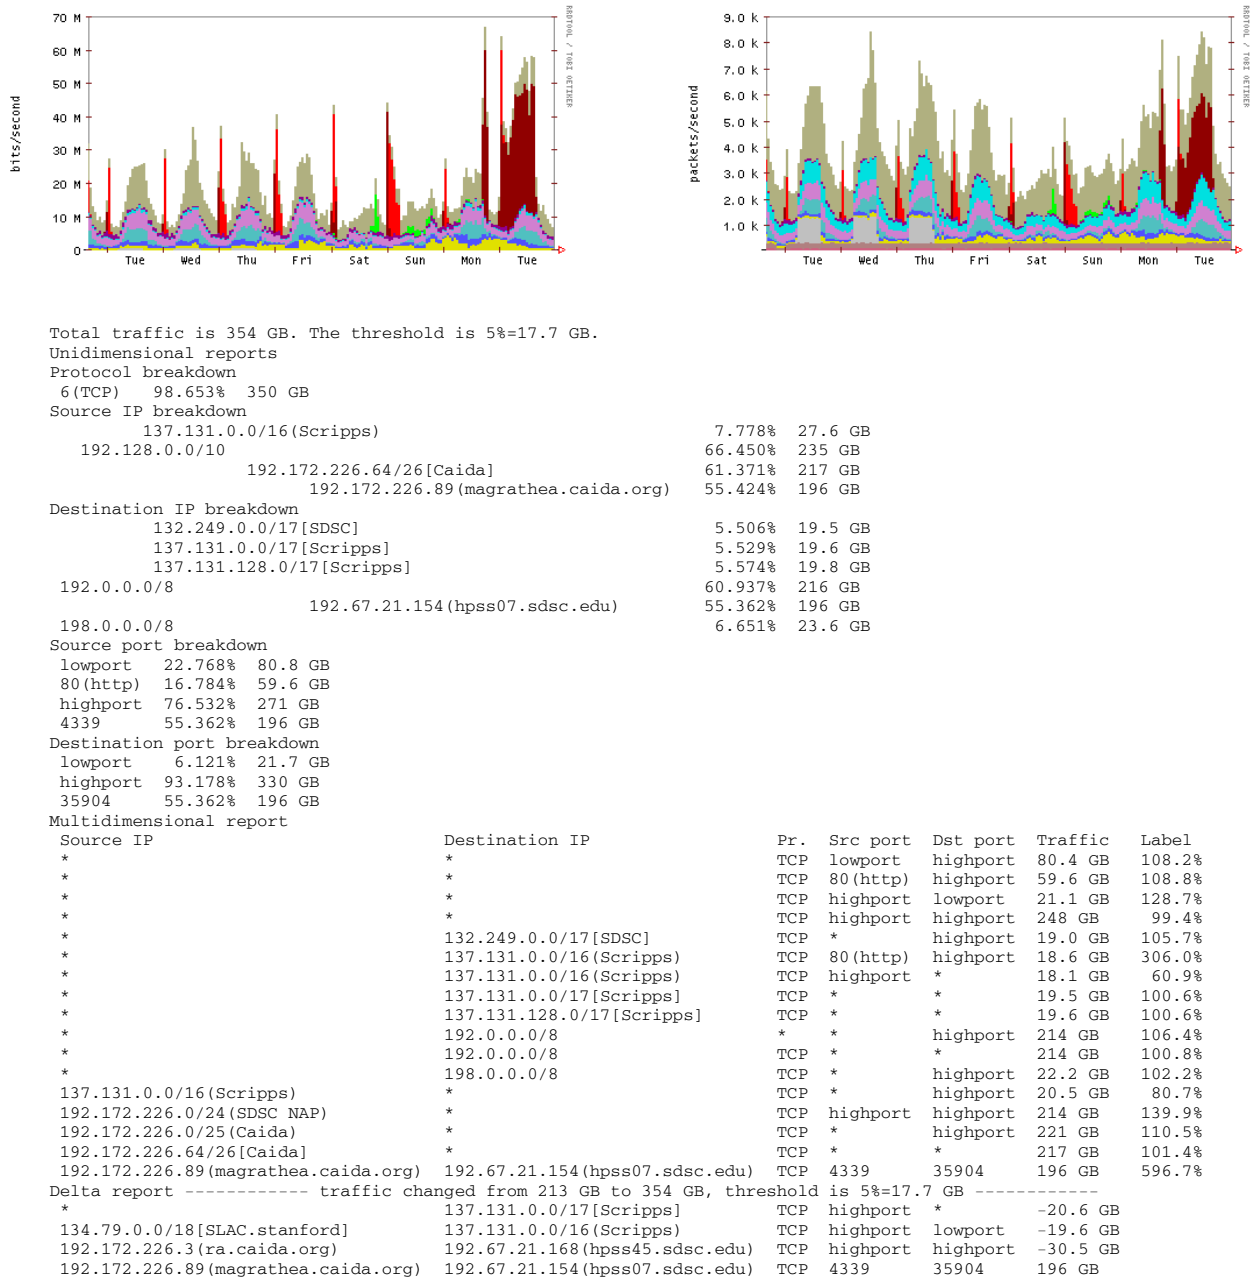 70 M
60 M
50 M
40 M
30 M
20 M
10 M
0
bits/second
Tue Wed Thu Fri Sat Sun Mon Tue
RRDTOOL / TOBI OETIKER
9.0 k
8.0 k
7.0 k
6.0 k
5.0 k
4.0 k
3.0 k
2.0 k
1.0 k
packets/second
Tue Wed Thu Fri Sat Sun Mon Tue
RRDTOOL / TOBI OETIKER
Total traffic is 354 GB. The threshold is 5%=17.7 GB.
Unidimensional reports
Protocol breakdown
6(TCP) 98.653% 350 GB
Source IP breakdown
137.131.0.0/16(Scripps) 7.778% 27.6 GB
192.128.0.0/10 66.450% 235 GB
192.172.226.64/26[Caida] 61.371% 217 GB
192.172.226.89(magrathea.caida.org) 55.424% 196 GB
Destination IP breakdown
132.249.0.0/17[SDSC] 5.506% 19.5 GB
137.131.0.0/17[Scripps] 5.529% 19.6 GB
137.131.128.0/17[Scripps] 5.574% 19.8 GB
192.0.0.0/8 60.937% 216 GB
192.67.21.154(hpss07.sdsc.edu) 55.362% 196 GB
198.0.0.0/8 6.651% 23.6 GB
Source port breakdown
lowport 22.768% 80.8 GB
80(http) 16.784% 59.6 GB
highport 76.532% 271 GB
4339 55.362% 196 GB
Destination port breakdown
lowport 6.121% 21.7 GB
highport 93.178% 330 GB
35904 55.362% 196 GB
Multidimensional report
Source IP Destination IP Pr. Src port Dst port Traffic Label
* * TCP lowport highport 80.4 GB 108.2%
* * TCP 80(http) highport 59.6 GB 108.8%
* * TCP highport lowport 21.1 GB 128.7%
* * TCP highport highport 248 GB 99.4%
* 132.249.0.0/17[SDSC] TCP * highport 19.0 GB 105.7%
* 137.131.0.0/16(Scripps) TCP 80(http) highport 18.6 GB 306.0%
* 137.131.0.0/16(Scripps) TCP highport * 18.1 GB 60.9%
* 137.131.0.0/17[Scripps] TCP * * 19.5 GB 100.6%
* 137.131.128.0/17[Scripps] TCP * * 19.6 GB 100.6%
* 192.0.0.0/8 * * highport 214 GB 106.4%
* 192.0.0.0/8 TCP * * 214 GB 100.8%
* 198.0.0.0/8 TCP * highport 22.2 GB 102.2%
137.131.0.0/16(Scripps) * TCP * highport 20.5 GB 80.7%
192.172.226.0/24(SDSC NAP) * TCP highport highport 214 GB 139.9%
192.172.226.0/25(Caida) * TCP * highport 221 GB 110.5%
192.172.226.64/26[Caida] * TCP * * 217 GB 101.4%
192.172.226.89(magrathea.caida.org) 192.67.21.154(hpss07.sdsc.edu) TCP 4339 35904 196 GB 596.7%
Delta report ------------ traffic changed from 213 GB to 354 GB, threshold is 5%=17.7 GB ------------
* 137.131.0.0/17[Scripps] TCP highport * -20.6 GB
134.79.0.0/18[SLAC.stanford] 137.131.0.0/16(Scripps) TCP highport lowport -19.6 GB
192.172.226.3(ra.caida.org) 192.67.21.168(hpss45.sdsc.edu) TCP highport highport -30.5 GB
192.172.226.89(magrathea.caida.org) 192.67.21.154(hpss07.sdsc.edu) TCP 4339 35904 196 GB